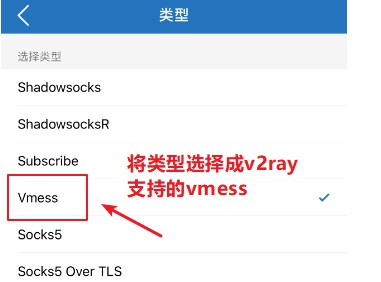 类型
选择类型
Shadowsocks
ShadowsocksR
Subscribe
将类型选择成v2ray
支持的vmess
Vmess
Socks5
Socks5 Over TLS